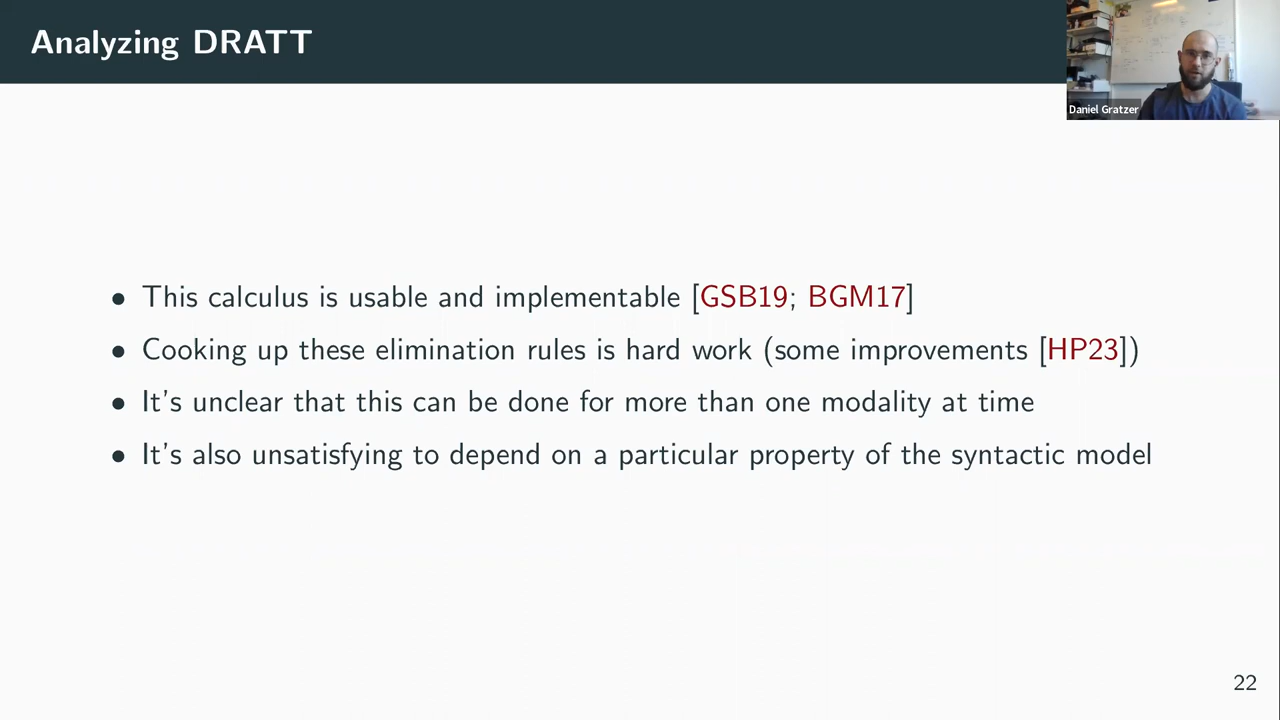 Analyzing DRATT
Daniel Gratzer
• This calculus is usable and implementable [GSB19; BGM17]
• Cooking up these elimination rules is hard work (some improvements [HP23])
• It's unclear that this can be done for more than one modality at time
• It's also unsatisfying to depend on a particular property of the syntactic model
22